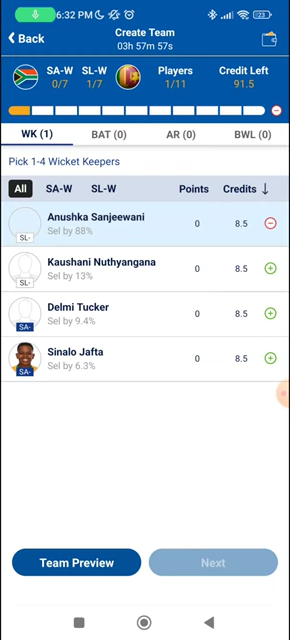 6:32 PM
23
Back
Create Team
03h 57m 57s
SA-W
0/7
SL-W
1/7
Players
1/11
Credit Left
91.5
WK (1)
BAT (0)
AR (0)
BWL (0)
Pick 1-4 Wicket Keepers
All
SA-W
SL-W
Points
Credits ↓
Anushka Sanjeewani
Sel by 88%
0
8.5
SL-
Kaushani Nuthyangana
Sel by 13%
0
8.5
SL-
Delmi Tucker
Sel by 9.4%
0
8.5
SA-
Sinalo Jafta
Sel by 6.3%
0
8.5
SA-
Team Preview
Next